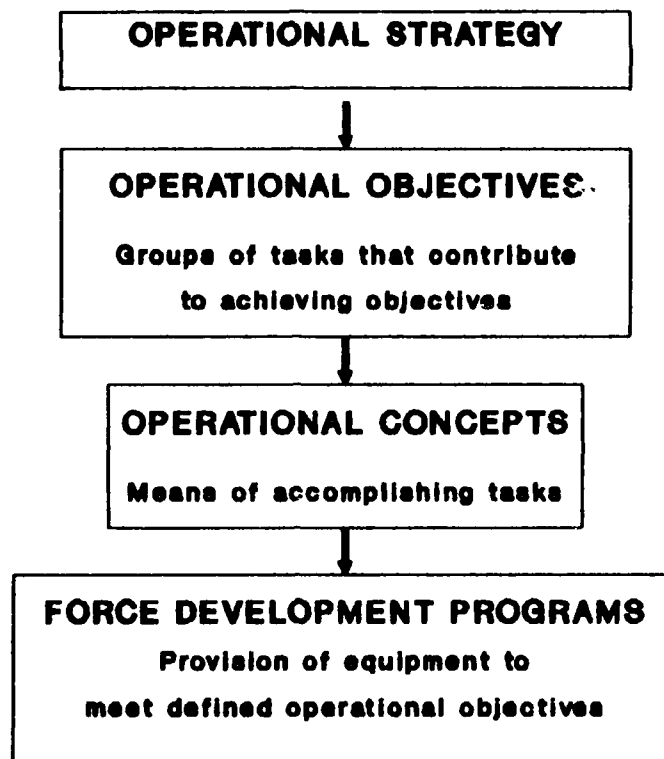 OPERATIONAL STRATEGY
OPERATIONAL OBJECTIVES
Groups of tasks that contribute
to achieving objectives
OPERATIONAL CONCEPTS
Means of accomplishing tasks
FORCE DEVELOPMENT PROGRAMS
Provision of equipment to
meet defined operational objectives